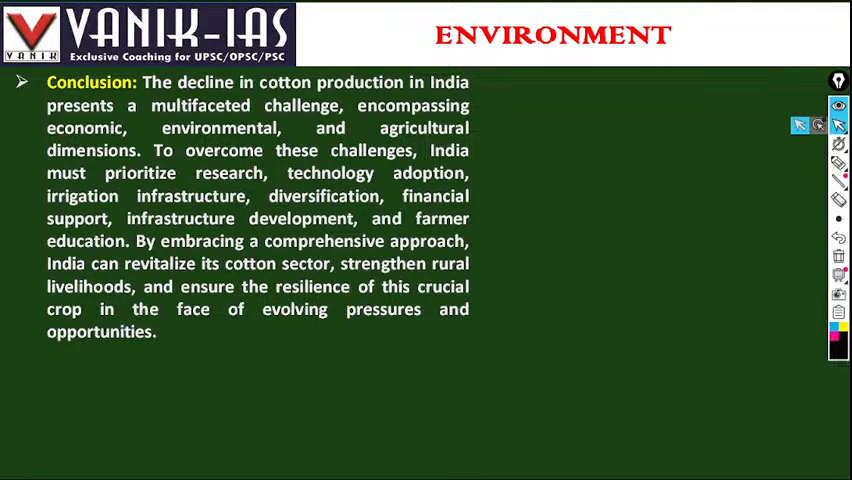 VANIK-IAS
VANIK
Exclusive Coaching for UPSC/OPSC/PSC
ENVIRONMENT
➢ Conclusion: The decline in cotton production in India
presents a multifaceted challenge, encompassing
economic, environmental, and agricultural
dimensions. To overcome these challenges, India
must prioritize research, technology adoption,
irrigation infrastructure, diversification, financial
support, infrastructure development, and farmer
education. By embracing a comprehensive approach,
India can revitalize its cotton sector, strengthen rural
livelihoods, and ensure the resilience of this crucial
crop in the face of evolving pressures and
opportunities.